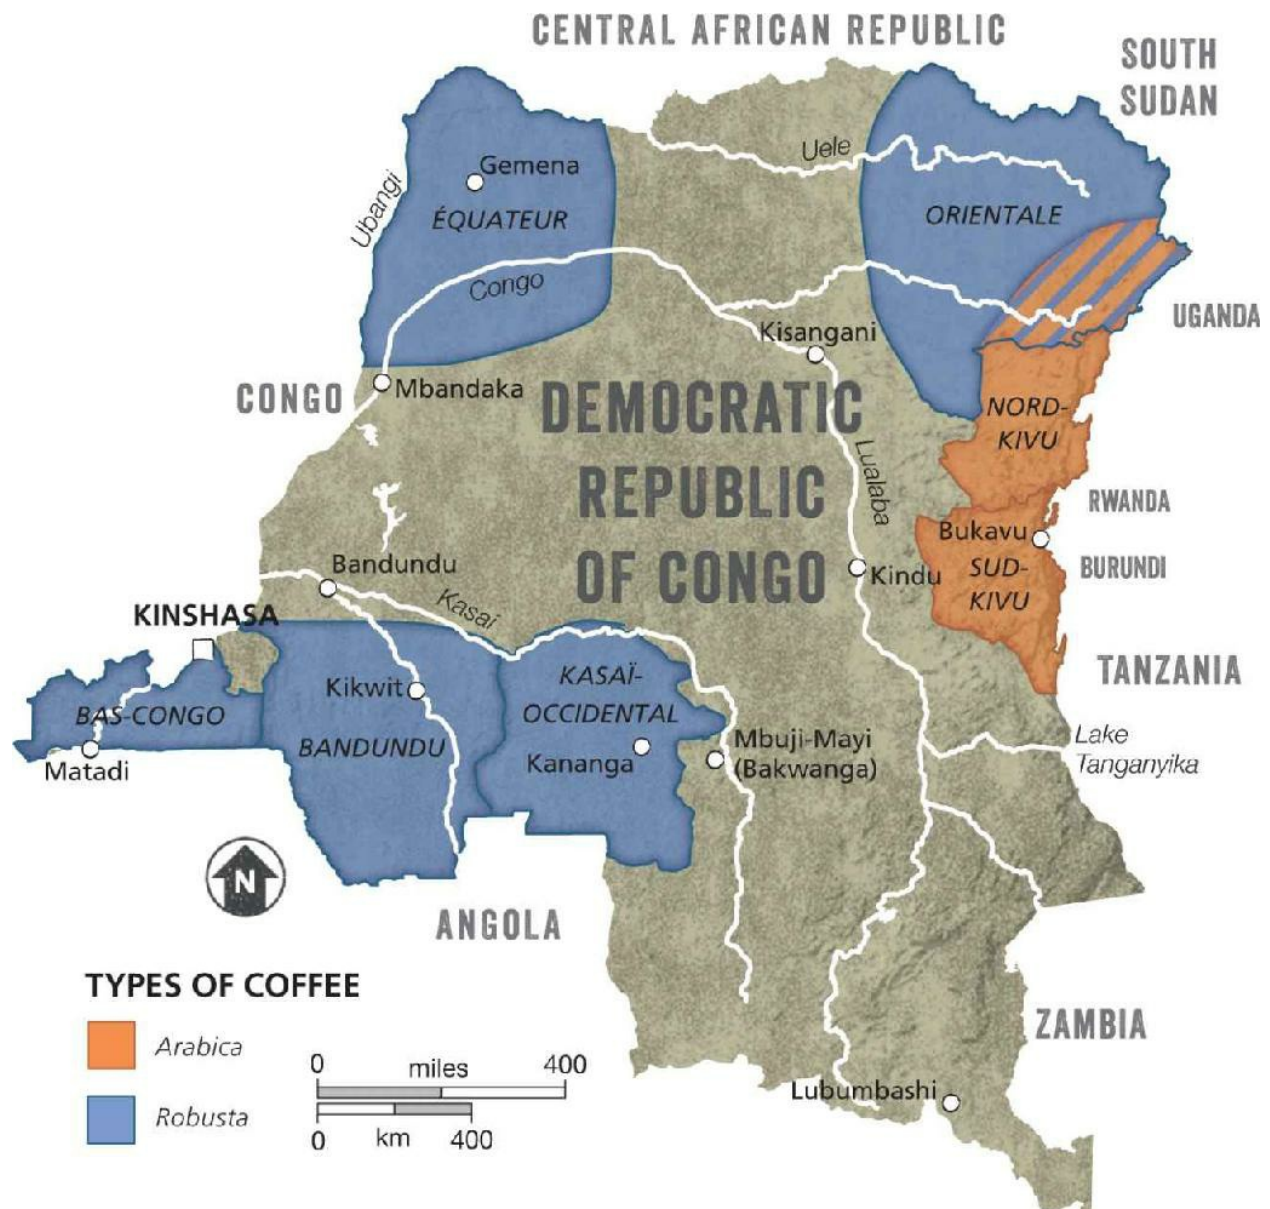 CENTRAL AFRICAN REPUBLIC
SOUTH
SUDAN
Uele
Gemena
Ubangi
ÉQUATEUR
ORIENTALE
Congo
UGANDA
Kisangani
CONGO
Mbandaka
DEMOCRATIC
REPUBLIC
OF CONGO
NORD-
KIVU
Lualaba
RWANDA
Bukavu
SUD-
KIVU
BURUNDI
Bandundu
Kindu
Kasai
KINSHASA
TANZANIA
KASAÏ-
OCCIDENTAL
Kikwit
BAS-CONGO
BANDUNDU
Kananga
Mbuji-Mayi
(Bakwanga)
Lake
Tanganyika
Matadi
N
ANGOLA
TYPES OF COFFEE
Arabica
Robusta
0 miles 400
0 km 400
ZAMBIA
Lubumbashi